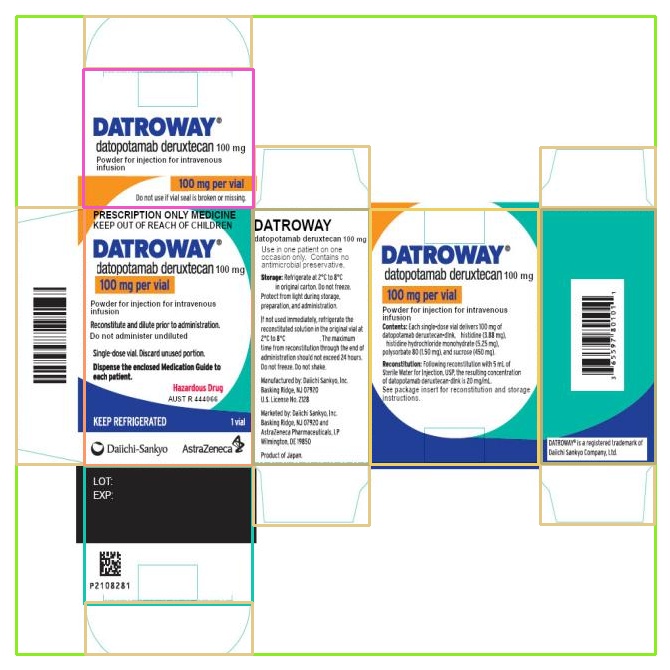 DATROWAY®
datopotamab deruxtecan 100 mg
Powder for injection for intravenous
infusion
100 mg per vial
Do not use if vial seal is broken or missing.
PRESCRIPTION ONLY MEDICINE
KEEP OUT OF REACH OF CHILDREN
DATROWAY®
datopotamab deruxtecan 100 mg
100 mg per vial
Powder for injection for intravenous
infusion
Reconstitute and dilute prior to administration.
Do not administer undiluted
Single-dose vial. Discard unused portion.
Dispense the enclosed Medication Guide to
each patient.
Hazardous Drug
AUST R 444066
KEEP REFRIGERATED 1 vial
Daiichi-Sankyo AstraZeneca
DATROWAY
datopotamab deruxtecan 100 mg
Use in one patient on one
occasion only. Contains no
antimicrobial preservative.
Storage: Refrigerate at 2°C to 8°C
in original carton. Do not freeze.
Protect from light during storage,
preparation, and administration.
If not used immediately, refrigerate the
reconstituted solution in the original vial at
2°C to 8°C . The maximum
time from reconstitution through the end of
administration should not exceed 24 hours.
Do not freeze. Do not shake.
Manufactured by: Daiichi Sankyo, Inc.
Basking Ridge, NJ 07920
U.S. License No. 2128
Marketed by: Daiichi Sankyo, Inc.
Basking Ridge, NJ 07920 and
AstraZeneca Pharmaceuticals, LP
Wilmington, DE 19850
Product of Japan.
DATROWAY®
datopotamab deruxtecan 100 mg
100 mg per vial
Powder for injection for intravenous
infusion
Contents: Each single-dose vial delivers 100 mg of
datopotamab deruxtecan-dlnk, histidine (3.88 mg),
histidine hydrochloride monohydrate (5.25 mg),
polysorbate 80 (1.50 mg), and sucrose (450 mg).
Reconstitution: Following reconstitution with 5 mL of
Sterile Water for Injection, USP, the resulting concentration
of datopotamab deruxtecan-dlnk is 20 mg/mL.
See package insert for reconstitution and storage
instructions.
3 65597 80101 1
DATROWAY® is a registered trademark of
Daiichi Sankyo Company, Ltd.
LOT:
EXP:
P2108281